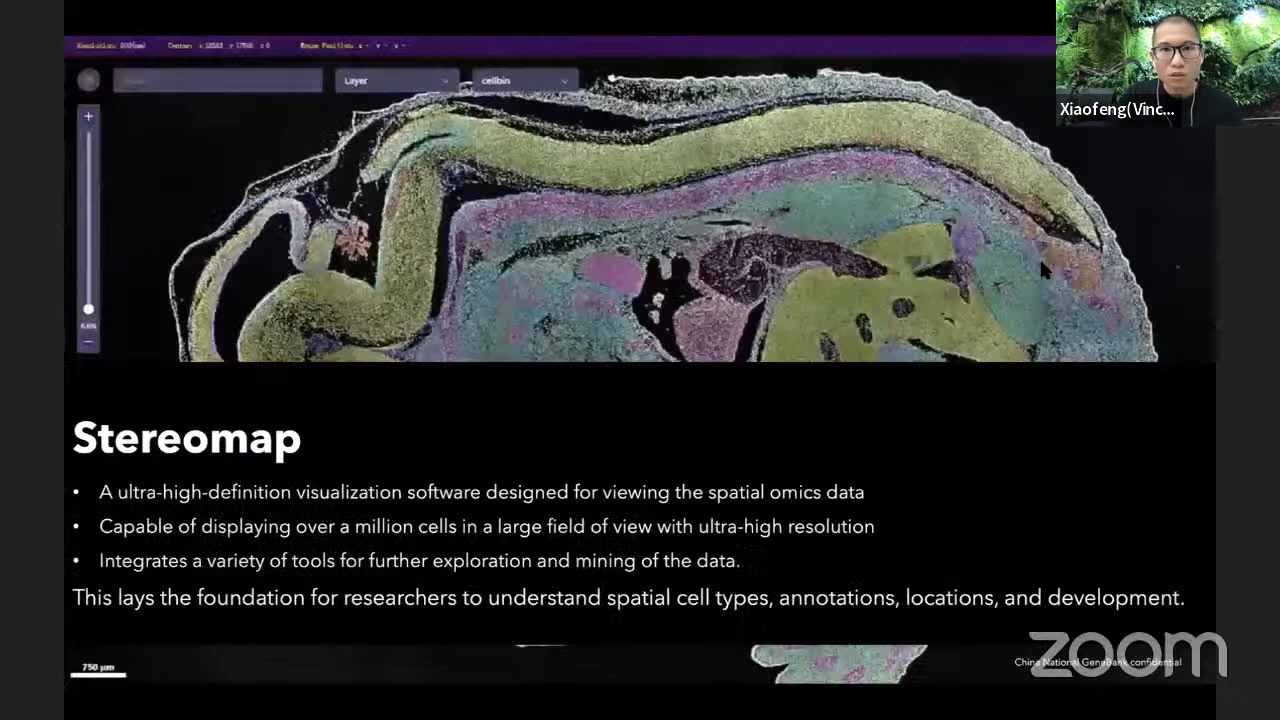 Xiaofeng(Vinc...
Layer
cellbin
Stereomap
• A ultra-high-definition visualization software designed for viewing the spatial omics data
• Capable of displaying over a million cells in a large field of view with ultra-high resolution
• Integrates a variety of tools for further exploration and mining of the data.
This lays the foundation for researchers to understand spatial cell types, annotations, locations, and development.
750 μm
China National GeneBank confidential
zoom